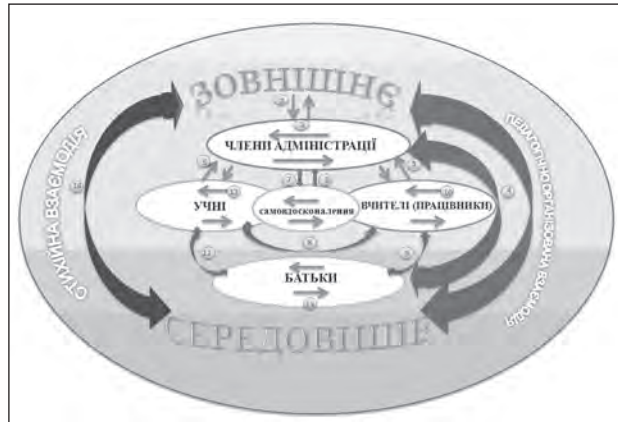 ЗОВНІШНЄ
ЧЛЕНИ АДМІНІСТРАЦІЇ
СТИХІЙНА ВЗАЄМОДІЯ
ПЕДАГОГІЧНО ОРГАНІЗОВАНА ВЗАЄМОДІЯ
УЧНІ
самовдосконалення
ВЧИТЕЛІ (ПРАЦІВНИКИ)
БАТЬКИ
СЕРЕДОВИЩЕ